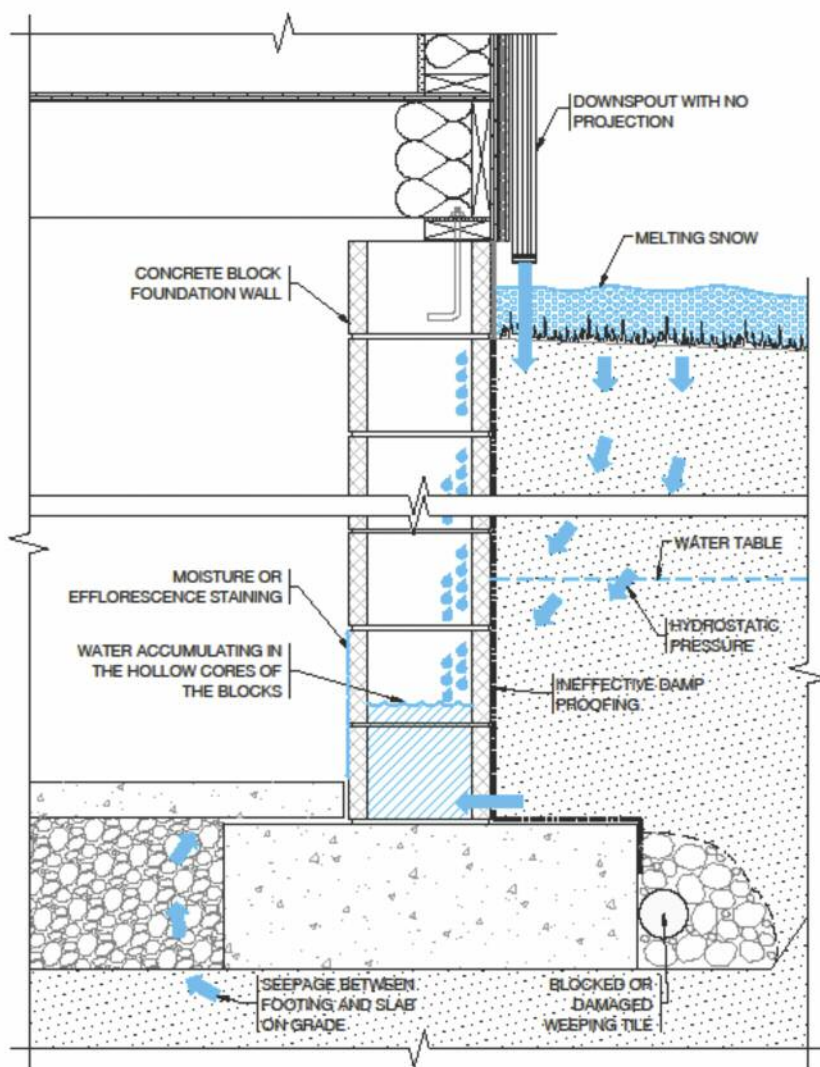 DOWNSPOUT WITH NO
PROJECTION
MELTING SNOW
CONCRETE BLOCK
FOUNDATION WALL
WATER TABLE
MOISTURE OR
EFFLORESCENCE STAINING
HYDROSTATIC
PRESSURE
WATER ACCUMULATING IN
THE HOLLOW CORES OF
THE BLOCKS
INEFFECTIVE DAMP
PROOFING
SEEPAGE BETWEEN
FOOTING AND SLAB
ON GRADE
BLOCKED OR
DAMAGED
WEEPING TILE